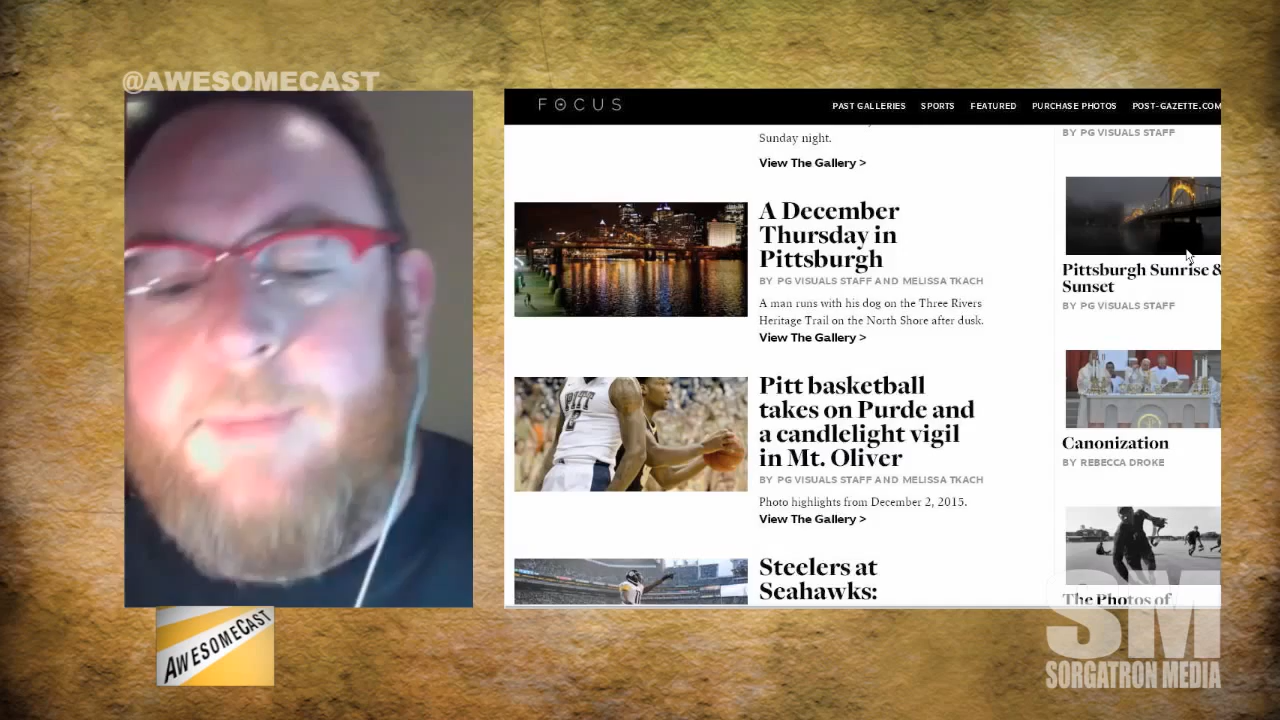 @AWESOMECAST
FOCUS
PAST GALLERIES SPORTS FEATURED PURCHASE PHOTOS POST-GAZETTE.COM
Sunday night.
View The Gallery >
A December
Thursday in
Pittsburgh
BY PG VISUALS STAFF AND MELISSA TKACH
A man runs with his dog on the Three Rivers
Heritage Trail on the North Shore after dusk.
View The Gallery >
PITT
2
Pitt basketball
takes on Purde and
a candlelight vigil
in Mt. Oliver
BY PG VISUALS STAFF AND MELISSA TKACH
Photo highlights from December 2, 2015.
View The Gallery >
Steelers at
Seahawks:
BY PG VISUALS STAFF
Pittsburgh Sunrise &
Sunset
BY PG VISUALS STAFF
Canonization
BY REBECCA DROKE
The Photos of
AWESOMECAST
SM
SORGATRON MEDIA